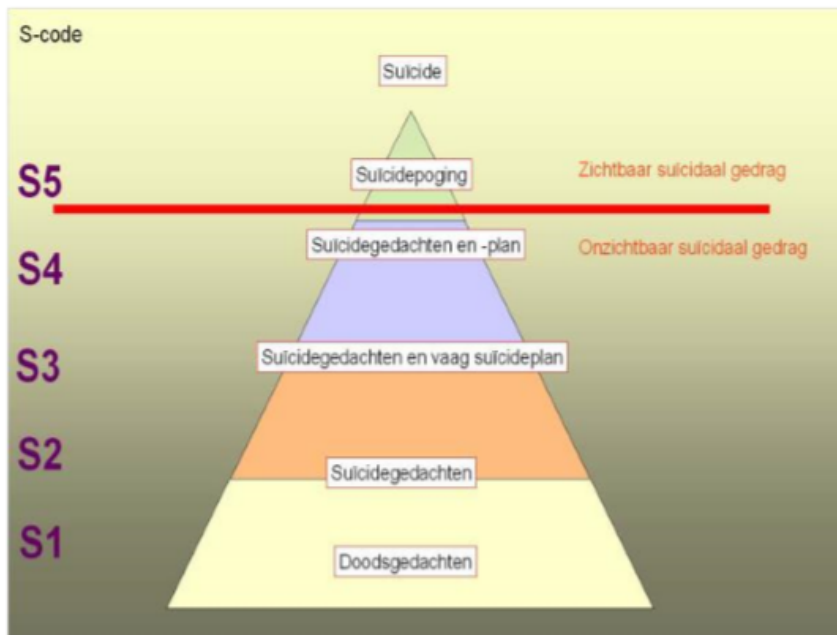 S-code
Suïcide
S5
Suïcidepoging
Zichtbaar suïcidaal gedrag
S4
Suïcidegedachten en -plan
Onzichtbaar suïcidaal gedrag
S3
Suïcidegedachten en vaag suïcideplan
S2
Suïcidegedachten
S1
Doodsgedachten